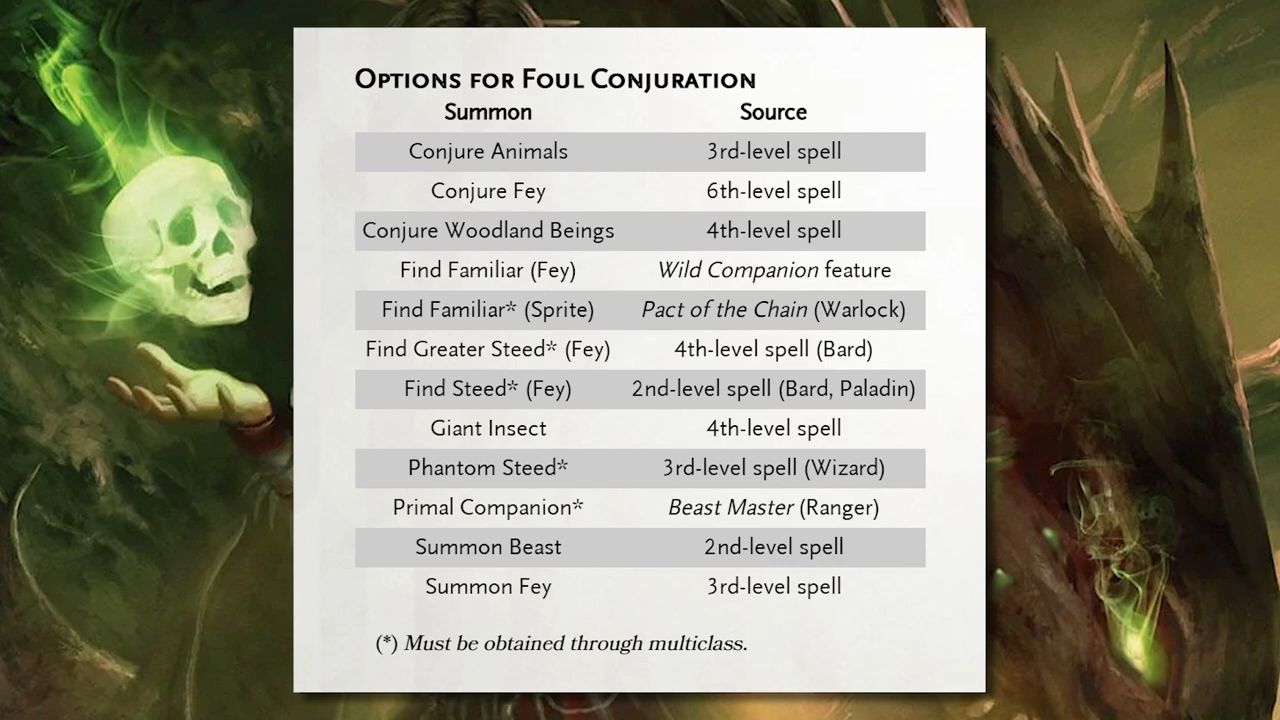 Options for Foul Conjuration
Summon Source
Conjure Animals 3rd-level spell
Conjure Fey 6th-level spell
Conjure Woodland Beings 4th-level spell
Find Familiar (Fey) Wild Companion feature
Find Familiar* (Sprite) Pact of the Chain (Warlock)
Find Greater Steed* (Fey) 4th-level spell (Bard)
Find Steed* (Fey) 2nd-level spell (Bard, Paladin)
Giant Insect 4th-level spell
Phantom Steed* 3rd-level spell (Wizard)
Primal Companion* Beast Master (Ranger)
Summon Beast 2nd-level spell
Summon Fey 3rd-level spell
(*) Must be obtained through multiclass.